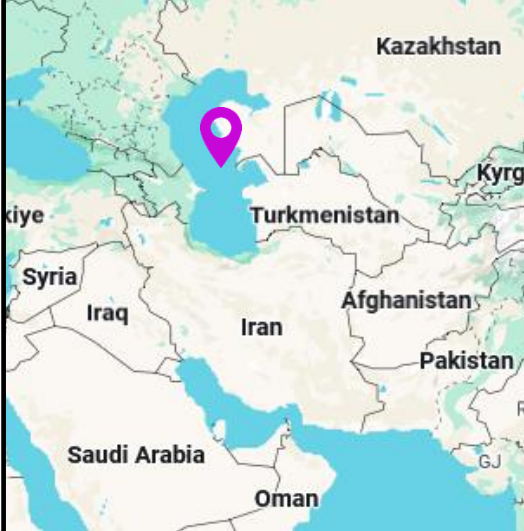 Kazakhstan
Kyrg
kiye
Turkmenistan
Syria
Afghanistan
Iraq
Iran
Pakistan
R
GJ
Saudi Arabia
Oman